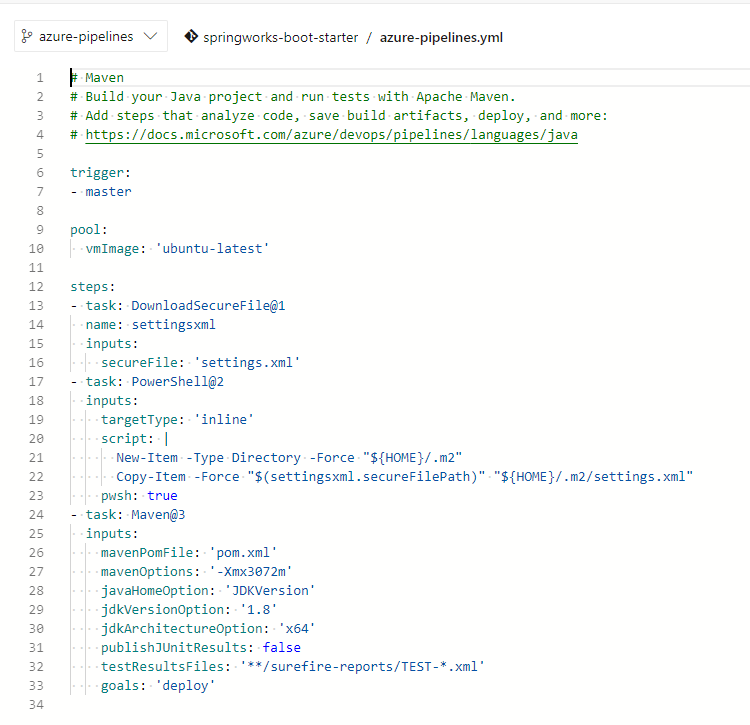 azure-pipelines springworks-boot-starter / azure-pipelines.yml
1 # Maven
2 # Build your Java project and run tests with Apache Maven.
3 # Add steps that analyze code, save build artifacts, deploy, and more:
4 # https://docs.microsoft.com/azure/devops/pipelines/languages/java
5
6 trigger:
7 - master
8
9 pool:
10   vmImage: 'ubuntu-latest'
11
12 steps:
13 - task: DownloadSecureFile@1
14   name: settingsxml
15   inputs:
16     secureFile: 'settings.xml'
17 - task: PowerShell@2
18   inputs:
19     targetType: 'inline'
20     script: |
21       New-Item -Type Directory -Force "${HOME}/.m2"
22       Copy-Item -Force "$(settingsxml.secureFilePath)" "${HOME}/.m2/settings.xml"
23     pwsh: true
24 - task: Maven@3
25   inputs:
26     mavenPomFile: 'pom.xml'
27     mavenOptions: '-Xmx3072m'
28     javaHomeOption: 'JDKVersion'
29     jdkVersionOption: '1.8'
30     jdkArchitectureOption: 'x64'
31     publishJUnitResults: false
32     testResultsFiles: '**/surefire-reports/TEST-*.xml'
33     goals: 'deploy'
34